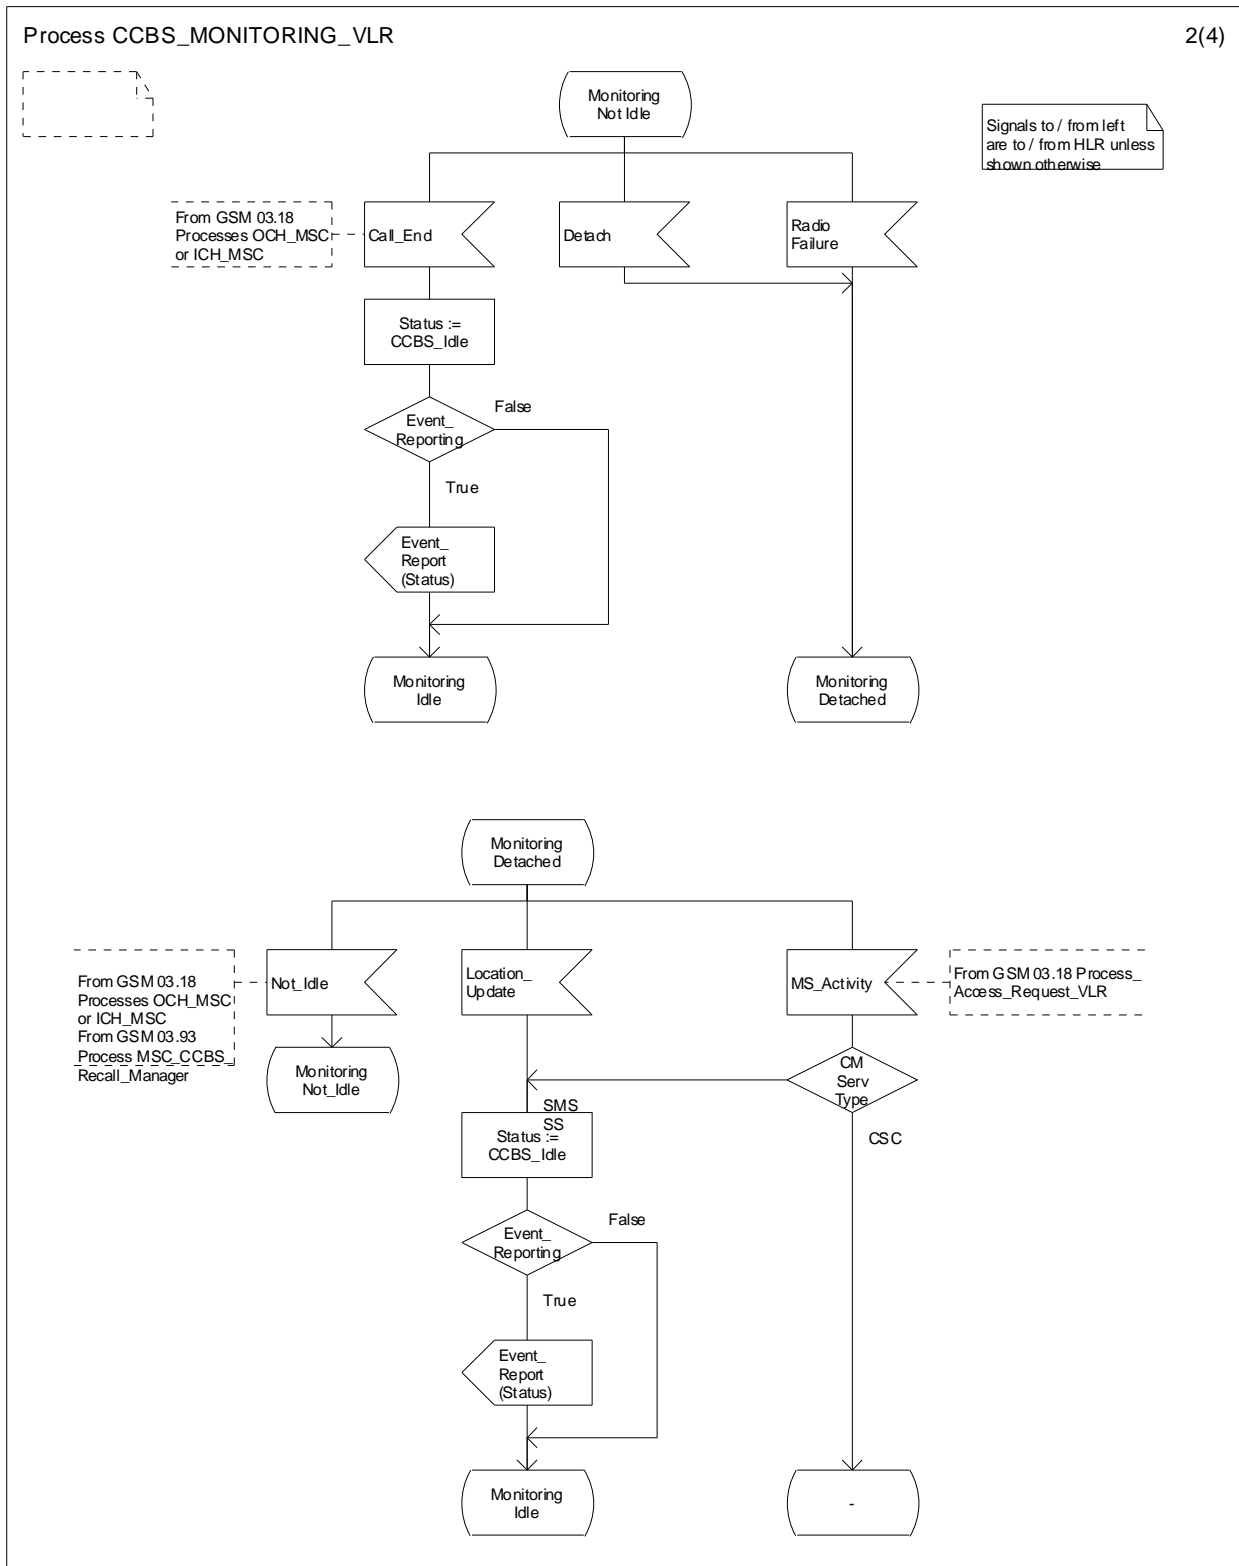 Process CCBS_MONITORING_VLR
2(4)
Monitoring
Not Idle
Signals to / from left
are to / from HLR unless
shown otherwise
From GSM 03.18
Processes OCH_MSC
or ICH_MSC
Call_End
Detach
Radio
Failure
Status :=
CCBS_Idle
Event_
Reporting
False
True
Event_
Report
(Status)
Monitoring
Idle
Monitoring
Detached
Monitoring
Detached
From GSM 03.18
Processes OCH_MSC
or ICH_MSC
From GSM 03.93
Process MSC_CCBS_
Recall_Manager
Not_Idle
Location_
Update
MS_Activity
From GSM 03.18 Process_
Access_Request_VLR
Monitoring
Not_Idle
CM
Serv
Type
SMS
SS
CSC
Status :=
CCBS_Idle
Event_
Reporting
False
True
Event_
Report
(Status)
Monitoring
Idle
-